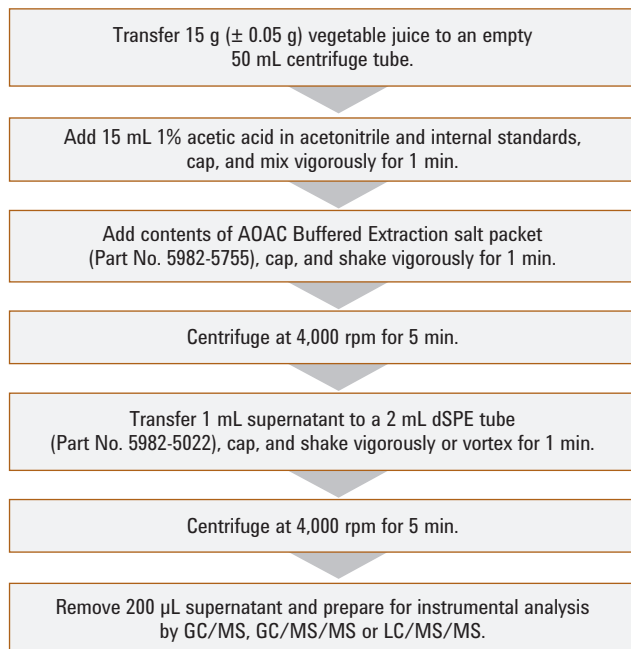 Transfer 15 g (± 0.05 g) vegetable juice to an empty
50 mL centrifuge tube.
Add 15 mL 1% acetic acid in acetonitrile and internal standards,
cap, and mix vigorously for 1 min.
Add contents of AOAC Buffered Extraction salt packet
(Part No. 5982-5755), cap, and shake vigorously for 1 min.
Centrifuge at 4,000 rpm for 5 min.
Transfer 1 mL supernatant to a 2 mL dSPE tube
(Part No. 5982-5022), cap, and shake vigorously or vortex for 1 min.
Centrifuge at 4,000 rpm for 5 min.
Remove 200 µL supernatant and prepare for instrumental analysis
by GC/MS, GC/MS/MS or LC/MS/MS.